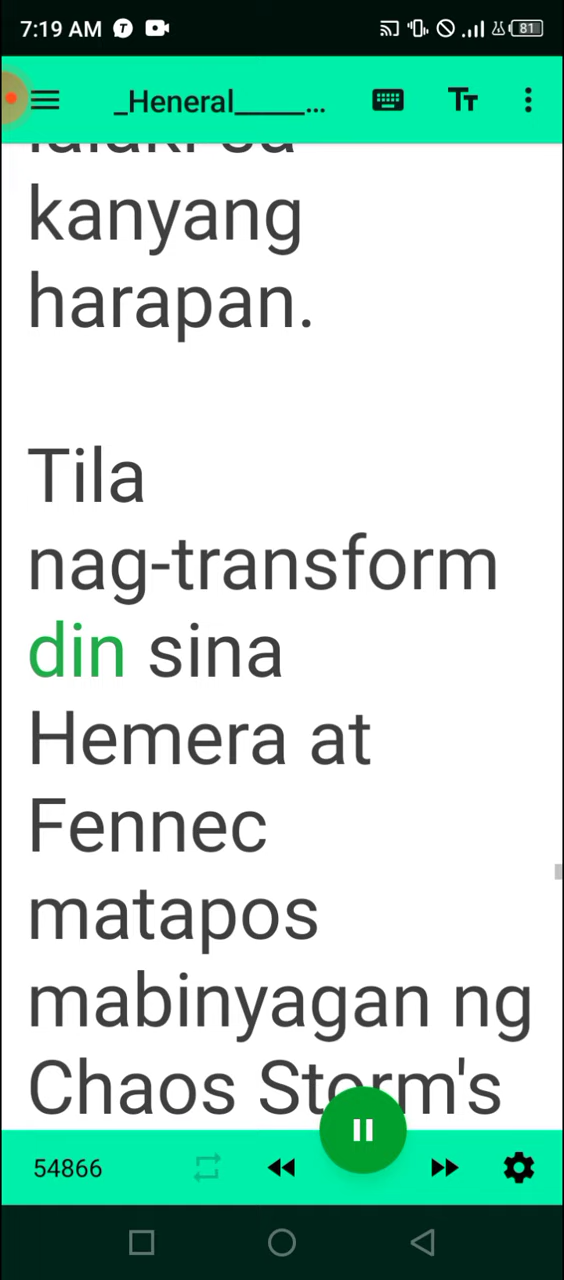 7:19 AM
81
_Heneral_____...
kanyang
harapan.
Tila
nag-transform
din sina
Hemera at
Fennec
matapos
mabinyagan ng
Chaos Storm's
54866